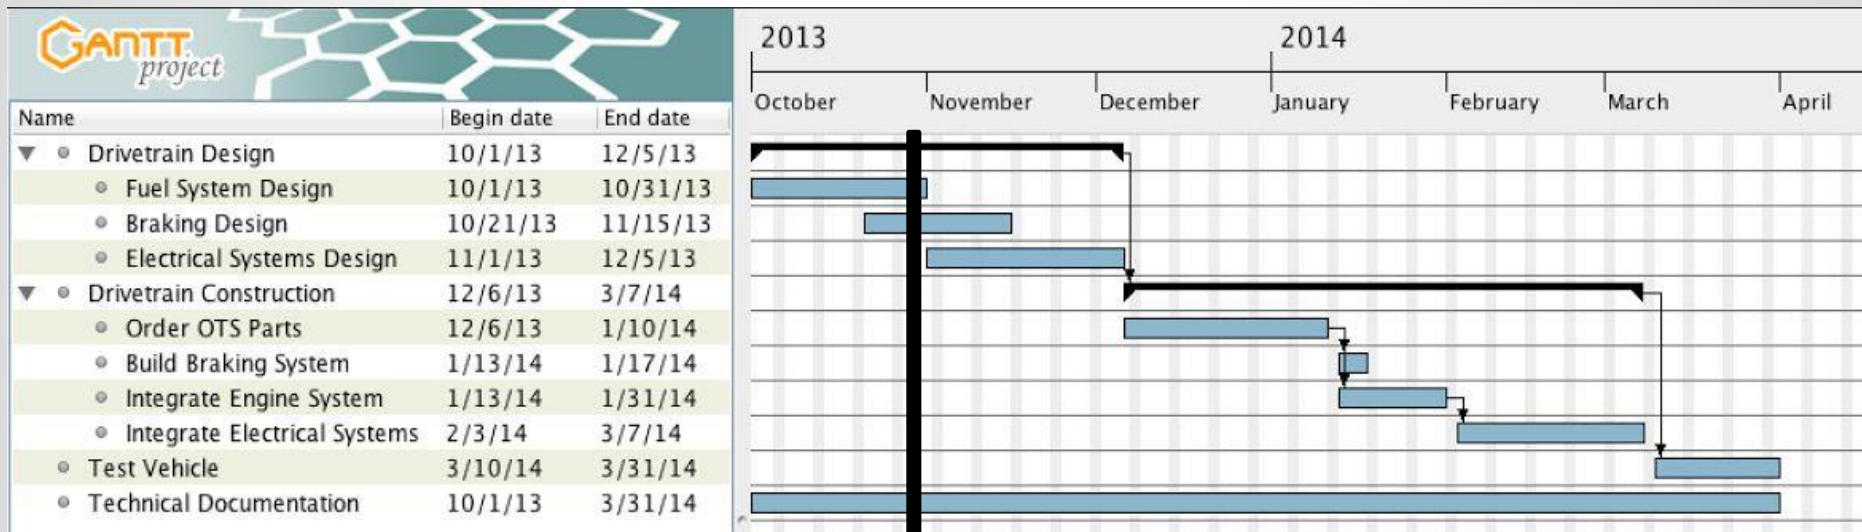 GANTT
project
2013 2014
October November December January February March April
Name Begin date End date
Drivetrain Design 10/1/13 12/5/13
Fuel System Design 10/1/13 10/31/13
Braking Design 10/21/13 11/15/13
Electrical Systems Design 11/1/13 12/5/13
Drivetrain Construction 12/6/13 3/7/14
Order OTS Parts 12/6/13 1/10/14
Build Braking System 1/13/14 1/17/14
Integrate Engine System 1/13/14 1/31/14
Integrate Electrical Systems 2/3/14 3/7/14
Test Vehicle 3/10/14 3/31/14
Technical Documentation 10/1/13 3/31/14